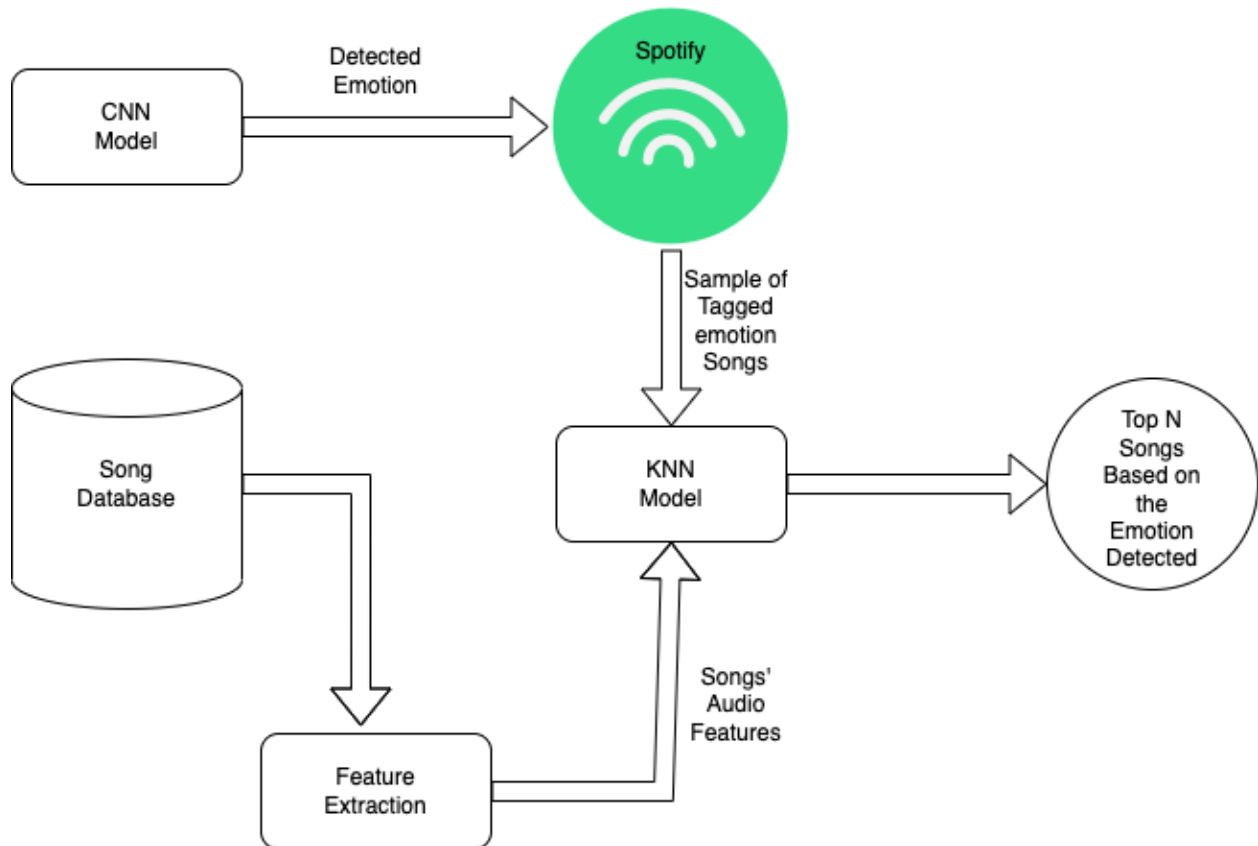 Detected
Emotion
Spotify
CNN
Model
Sample of
Tagged
emotion
Songs
Song
Database
KNN
Model
Top N
Songs
Based on
the
Emotion
Detected
Songs'
Audio
Features
Feature
Extraction